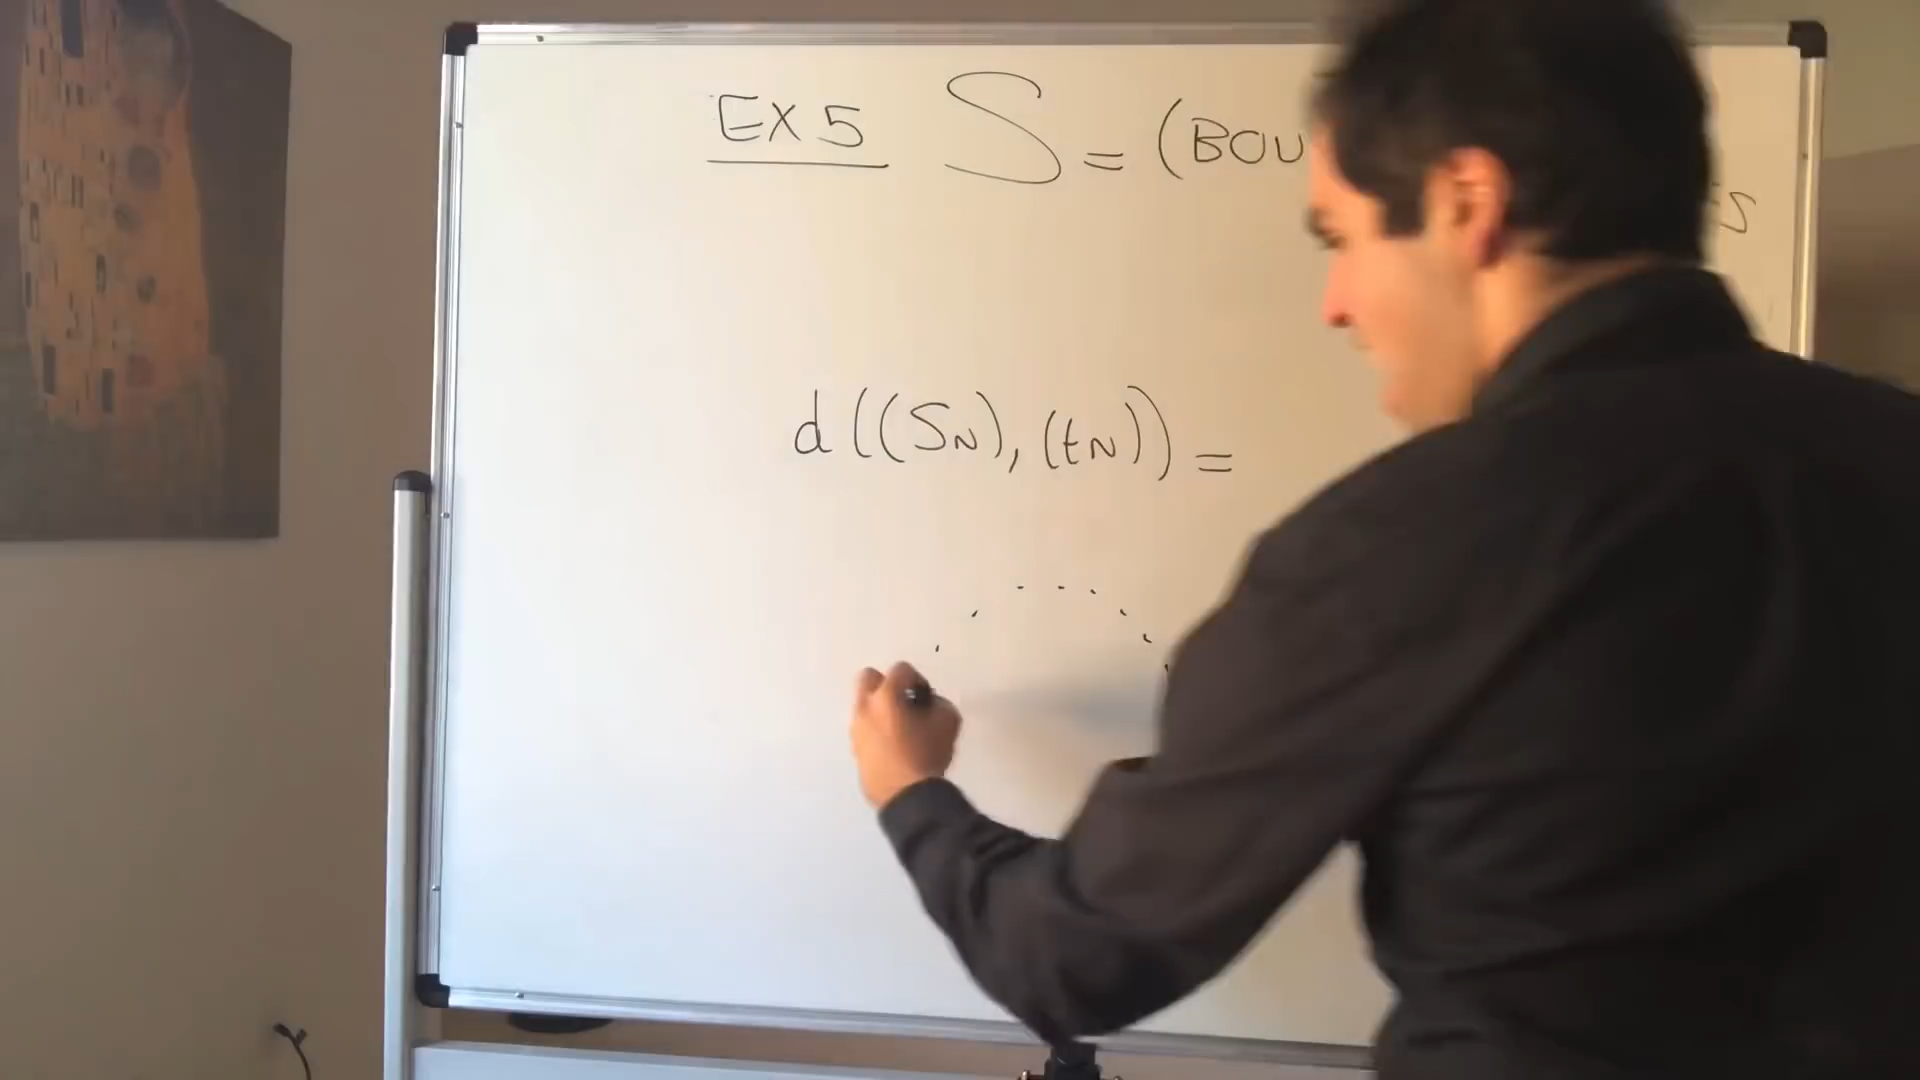 EX 5 S = (BOU
d((SN), (tN)) =